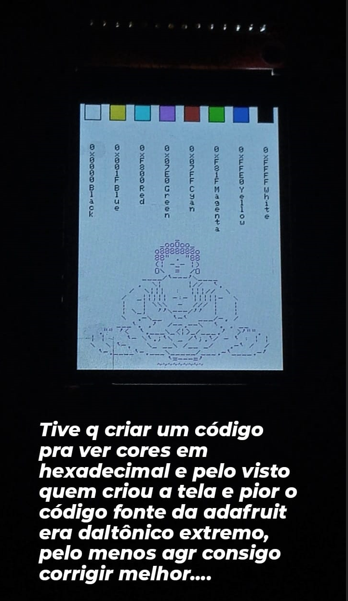 0x0000 Black
0x001F Blue
0xF800 Red
0x07E0 Green
0x07FF Cyan
0xF81F Magenta
0xFFE0 Yellow
0xFFFF White
Tive q criar um código
pra ver cores em
hexadecimal e pelo visto
quem criou a tela e pior o
código fonte da adafruit
era daltônico extremo,
pelo menos agr consigo
corrigir melhor....